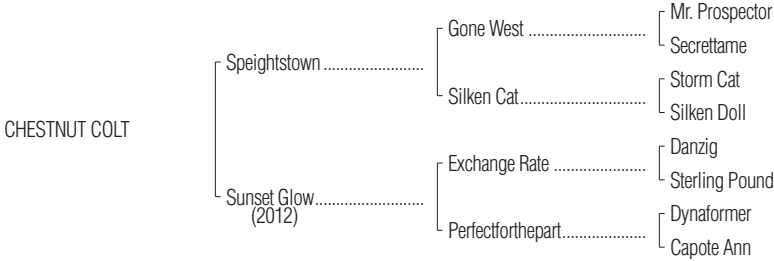 Mr. Prospector
Gone West ..............................
Secrettame
Speightstown .........................
Storm Cat
Silken Cat................................
Silken Doll
CHESTNUT COLT
Danzig
Exchange Rate .......................
Sterling Pound
Sunset Glow...........................
(2012)
Dynaformer
Perfectforthepart.....................
Capote Ann